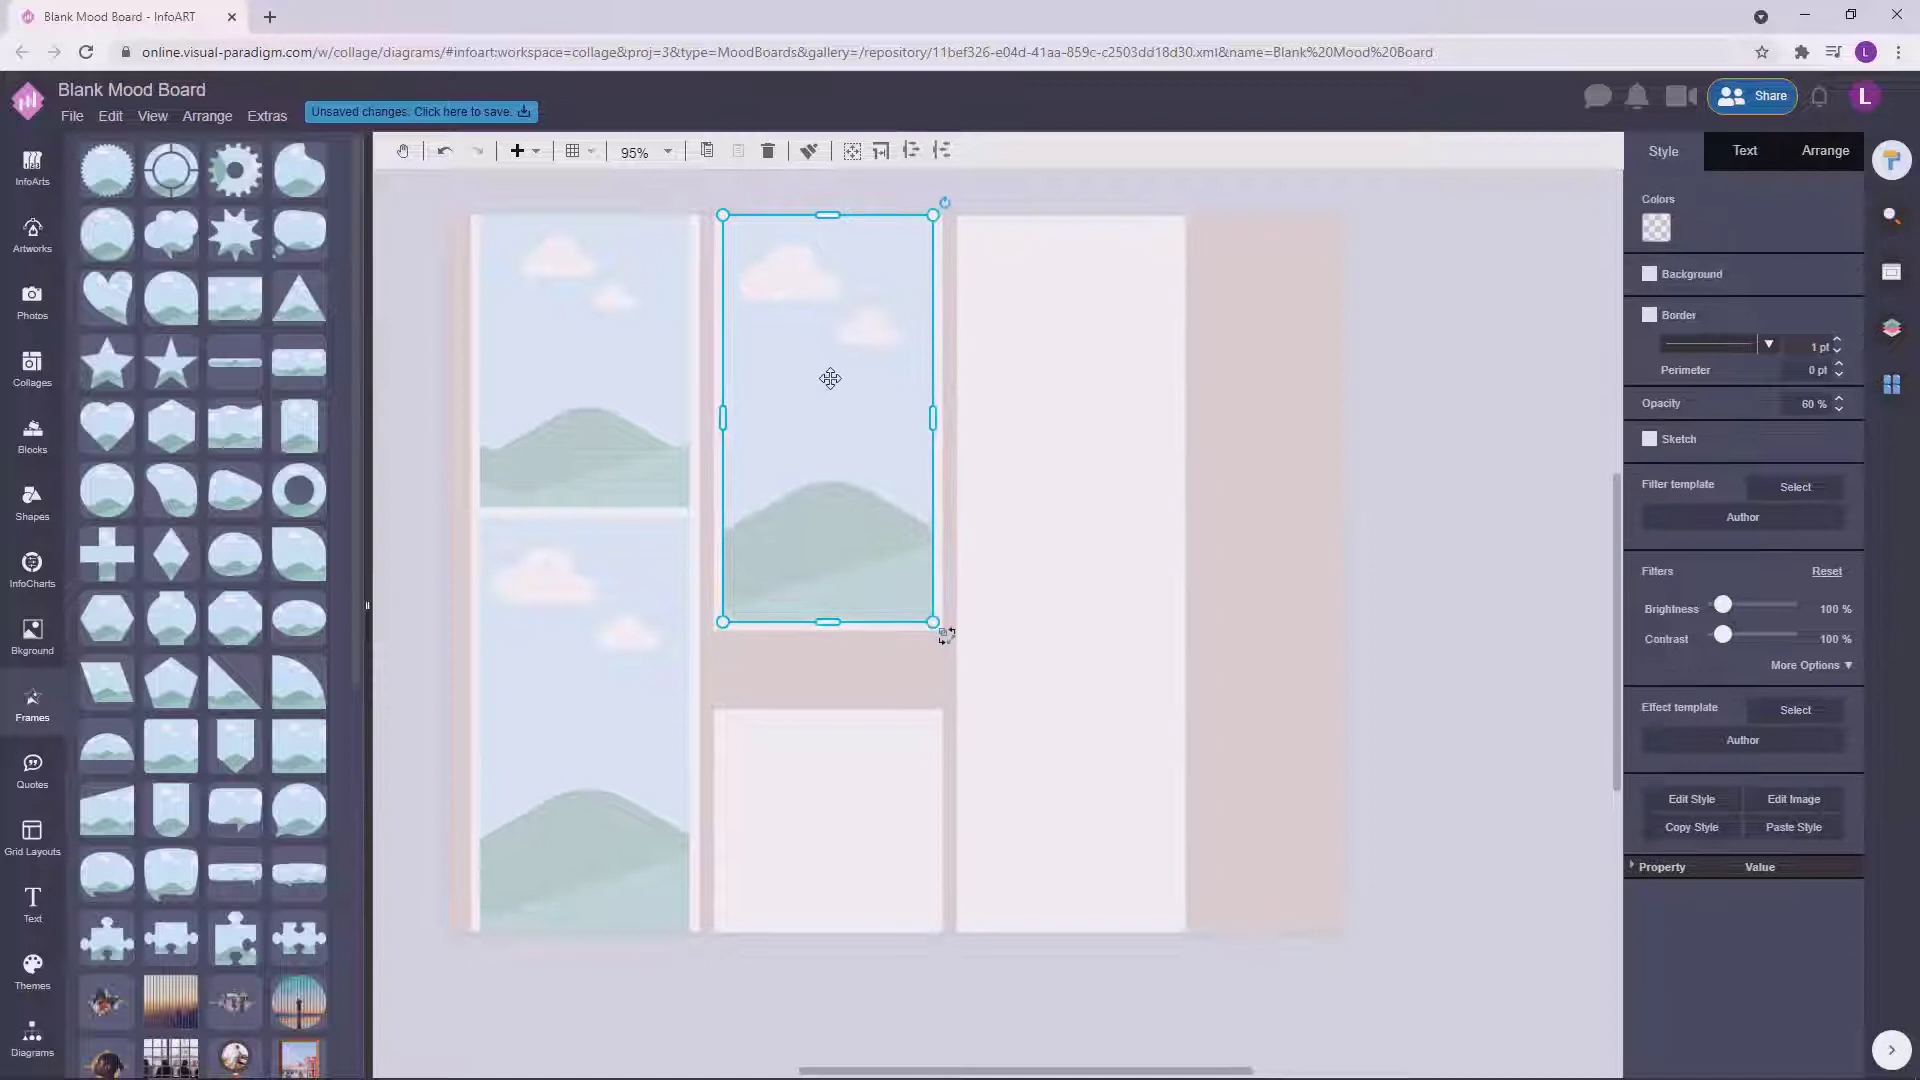 Blank Mood Board - InfoART
online.visual-paradigm.com/w/collage/diagrams/#infoart:workspace=collage&proj=3&type=MoodBoards&gallery=/repository/11bef326-e04d-41aa-859c-c2503dd18d30.xml&name=Blank%20Mood%20Board
L
Blank Mood Board
File Edit View Arrange Extras
Unsaved changes. Click here to save.
Share
L
95%
InfoArts
Artworks
Photos
Collages
Blocks
Shapes
InfoCharts
Bkground
Frames
Quotes
Grid Layouts
Text
Themes
Diagrams
Style Text Arrange
Colors
Background
Border
1 pt
Perimeter 0 pt
Opacity 60 %
Sketch
Filter template Select
Author
Filters Reset
Brightness 100 %
Contrast 100 %
More Options ▼
Effect template Select
Author
Edit Style Edit Image
Copy Style Paste Style
Property Value